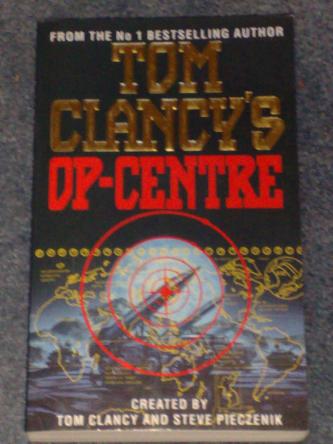 FROM THE No 1 BESTSELLING AUTHOR
TOM
CLANCY'S
OP-CENTRE
CREATED BY
TOM CLANCY AND STEVE PIECZENIK